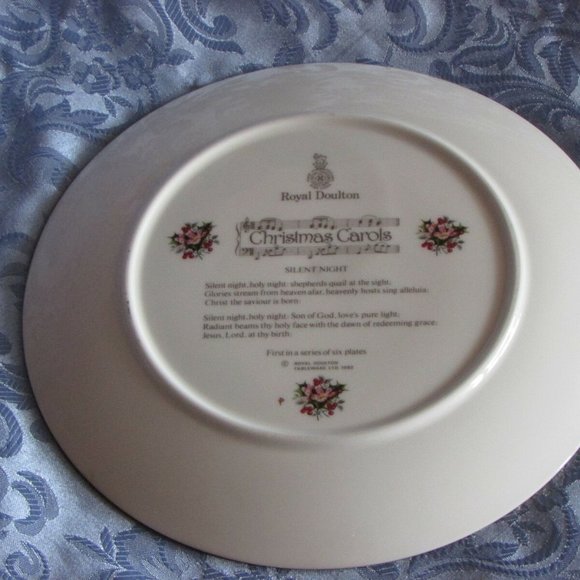 Royal Doulton
Christmas Carols
SILENT NIGHT
Silent night, holy night: shepherds quail at the sight,
Glories stream from heaven afar, heavenly hosts sing alleluia;
Christ the saviour is born:
Silent night, holy night: Son of God, love's pure light;
Radiant beams thy holy face with the dawn of redeeming grace:
Jesus, Lord, at thy birth:
First in a series of six plates
© ROYAL DOULTON
TABLEWARE LTD 1983
P